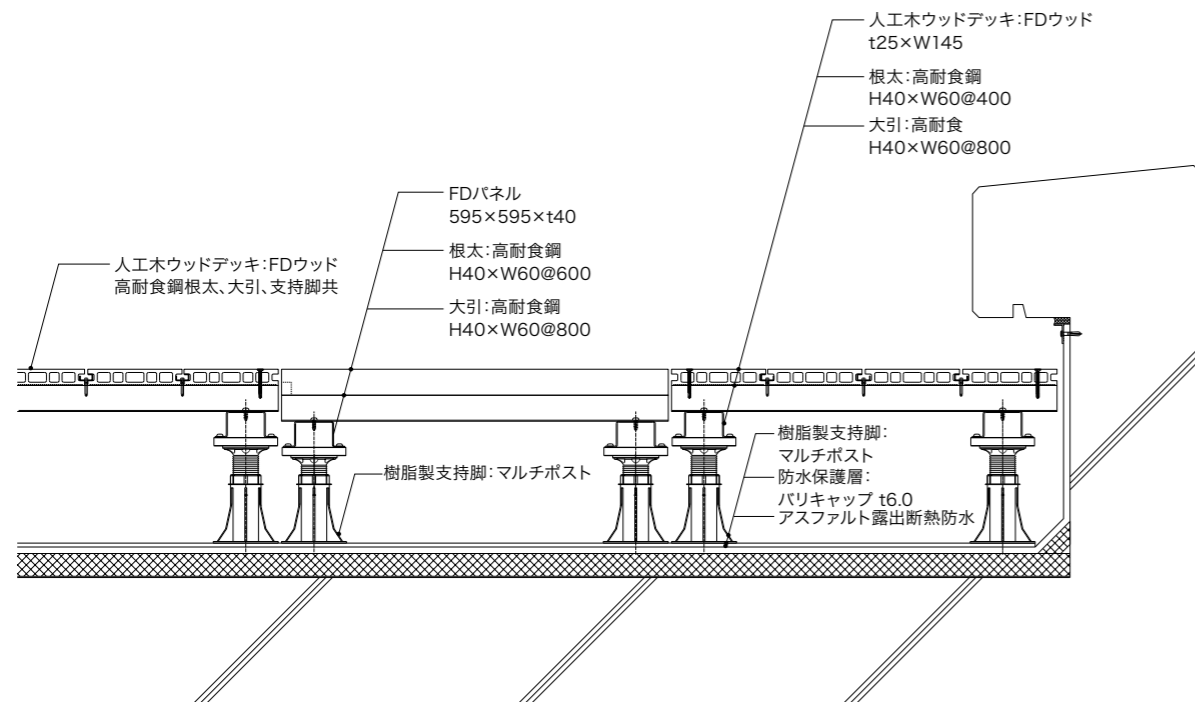 人工木ウッドデッキ：FDウッド
t25×W145
根太：高耐食鋼
H40×W60@400
大引：高耐食
H40×W60@800
FDパネル
595×595×t40
根太：高耐食鋼
H40×W60@600
大引：高耐食鋼
H40×W60@800
人工木ウッドデッキ：FDウッド
高耐食鋼根太、大引、支持脚共
樹脂製支持脚：マルチポスト
樹脂製支持脚：
マルチポスト
防水保護層：
バリキャップ t6.0
アスファルト露出断熱防水